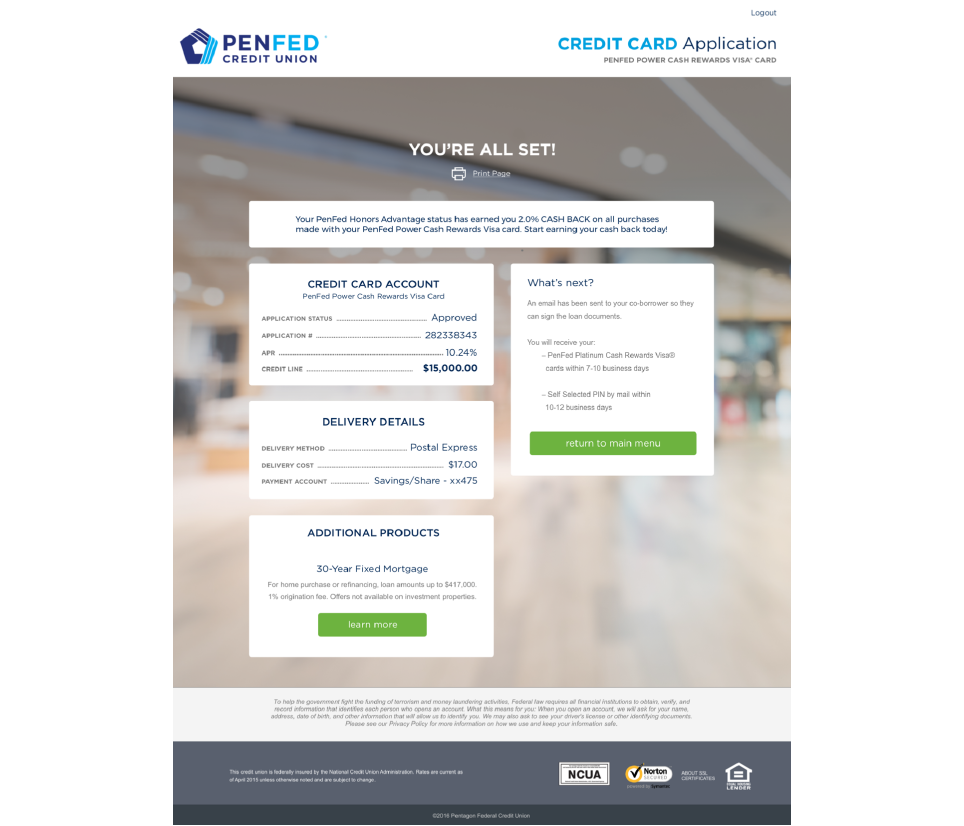 Logout
PENFED
CREDIT UNION
CREDIT CARD Application
PENFED POWER CASH REWARDS VISA® CARD
YOU'RE ALL SET!
Print Page
Your PenFed Honors Advantage status has earned you 2.0% CASH BACK on all purchases
made with your PenFed Power Cash Rewards Visa card. Start earning your cash back today!
CREDIT CARD ACCOUNT
PenFed Power Cash Rewards Visa Card
APPLICATION STATUS Approved
APPLICATION # 282338343
APR 10.24%
CREDIT LINE $15,000.00
DELIVERY DETAILS
DELIVERY METHOD Postal Express
DELIVERY COST $17.00
PAYMENT ACCOUNT Savings/Share - xx475
ADDITIONAL PRODUCTS
30-Year Fixed Mortgage
For home purchase or refinancing, loan amounts up to $417,000.
1% origination fee. Offers not available on investment properties.
learn more
What's next?
An email has been sent to your co-borrower so they
can sign the loan documents.
You will receive your:
– PenFed Platinum Cash Rewards Visa®
cards within 7-10 business days
– Self Selected PIN by mail within
10-12 business days
return to main menu
To help the government fight the funding of terrorism and money laundering activities, Federal law requires all financial institutions to obtain, verify, and
record information that identifies each person who opens an account. What this means for you: When you open an account, we will ask for your name,
address, date of birth, and other information that will allow us to identify you. We may also ask to see your driver's license or other identifying documents.
Please see our Privacy Policy for more information on how we use and keep your information safe.
This credit union is federally insured by the National Credit Union Administration. Rates are current as
of April 2015 unless otherwise noted and are subject to change.
NCUA
Norton
SECURED
powered by Symantec
ABOUT SSL
CERTIFICATES
EQUAL HOUSING
LENDER
©2016 Pentagon Federal Credit Union